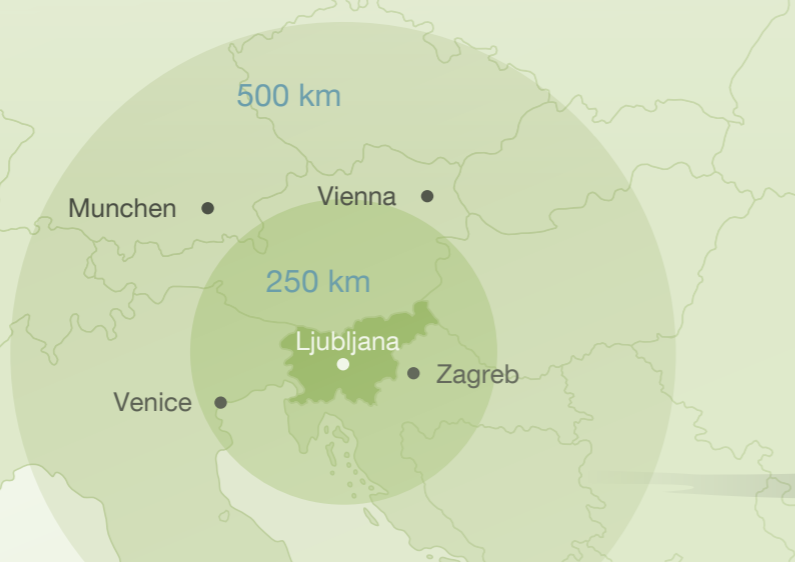 500 km
Vienna
Munchen
250 km
Ljubljana
Zagreb
Venice